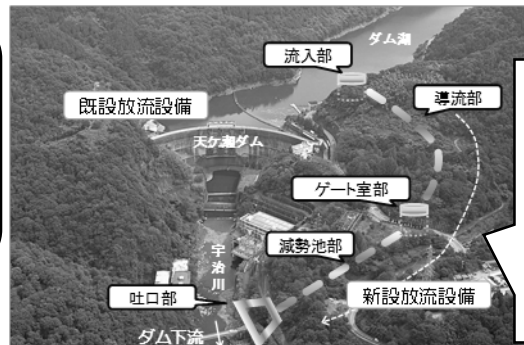 ダム湖
流入部
導流部
既設放流設備
天ケ瀬ダム
ゲート室部
減勢池部
宇治川
新設放流設備
吐口部
ダム下流